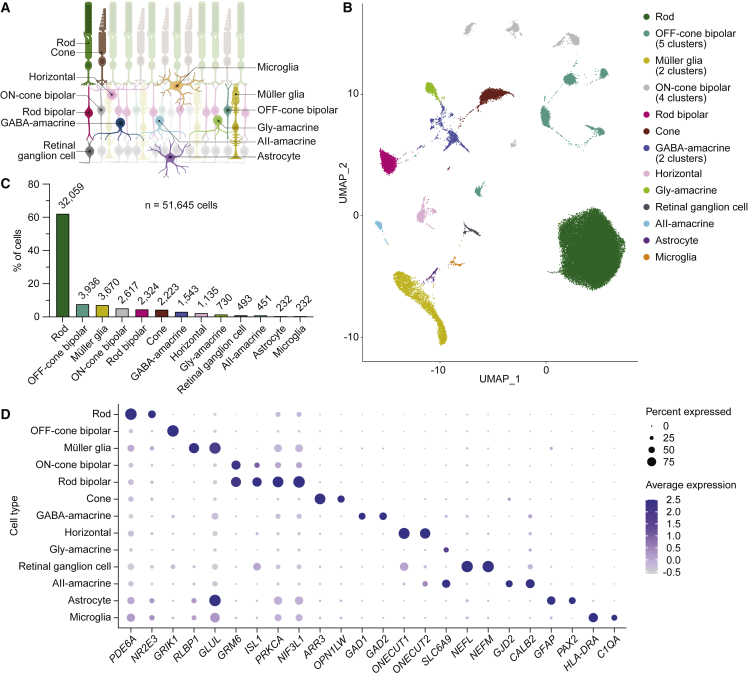 A
Rod
Cone
Horizontal
ON-cone bipolar
Rod bipolar
GABA-amacrine
Retinal
ganglion cell
Microglia
Müller glia
OFF-cone bipolar
Gly-amacrine
AII-amacrine
Astrocyte
B
UMAP_2
10
0
-10
-10
0
UMAP_1
Rod
OFF-cone bipolar
(5 clusters)
Müller glia
(2 clusters)
ON-cone bipolar
(4 clusters)
Rod bipolar
Cone
GABA-amacrine
(2 clusters)
Horizontal
Gly-amacrine
Retinal ganglion cell
AII-amacrine
Astrocyte
Microglia
C
n = 51,645 cells
% of cells
80
60
40
20
0
32,059
3,936
3,670
2,617
2,324
2,223
1,543
1,135
730
493
451
232
232
Rod
OFF-cone bipolar
Müller glia
ON-cone bipolar
Rod bipolar
Cone
GABA-amacrine
Horizontal
Gly-amacrine
Retinal ganglion cell
AII-amacrine
Astrocyte
Microglia
D
Cell type
Rod
OFF-cone bipolar
Müller glia
ON-cone bipolar
Rod bipolar
Cone
GABA-amacrine
Horizontal
Gly-amacrine
Retinal ganglion cell
AII-amacrine
Astrocyte
Microglia
PDE6A
NR2E3
GRIK1
RLBP1
GLUL
GRM6
ISL1
PRKCA
NIF3L1
ARR3
OPN1LW
GAD1
GAD2
ONECUT1
ONECUT2
SLC6A9
NEFL
NEFM
GJD2
CALB2
GFAP
PAX2
HLA-DRA
C1QA
Percent expressed
0
25
50
75
Average expression
2.5
2.0
1.5
1.0
0.5
0.0
-0.5